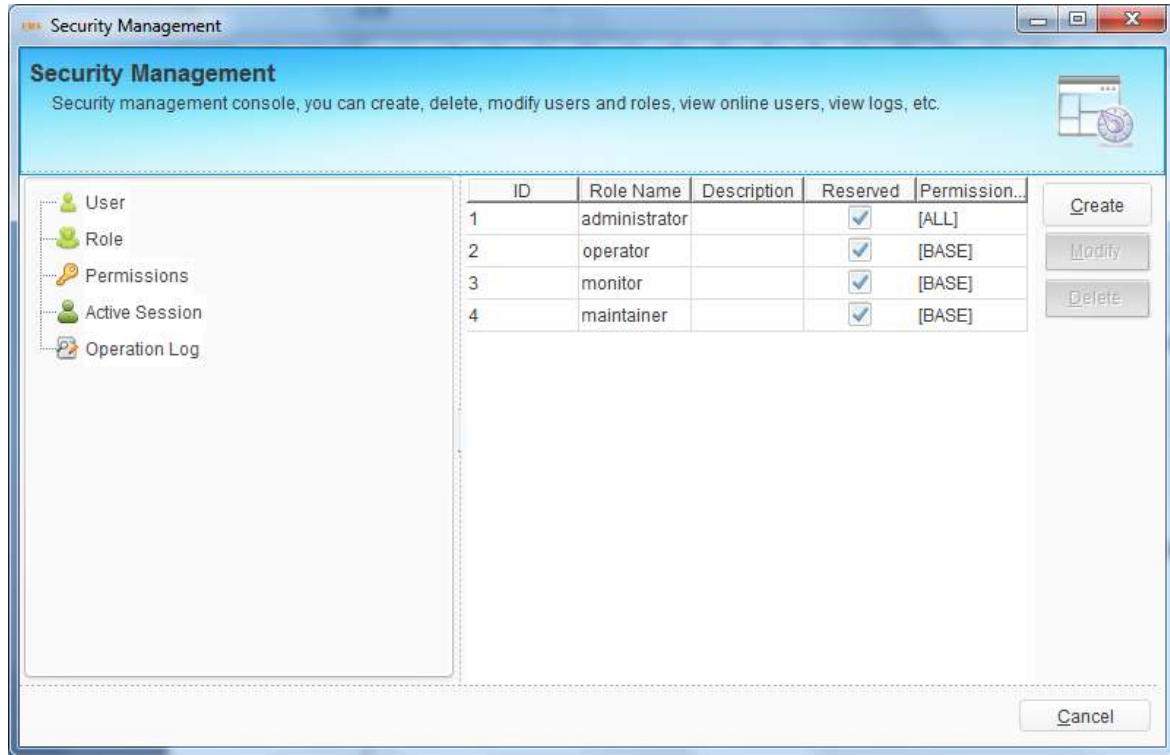 Security Management
Security Management
Security management console, you can create, delete, modify users and roles, view online users, view logs, etc.
User
Role
Permissions
Active Session
Operation Log
ID Role Name Description Reserved Permission...
1 administrator [ALL]
2 operator [BASE]
3 monitor [BASE]
4 maintainer [BASE]
Create
Modify
Delete
Cancel